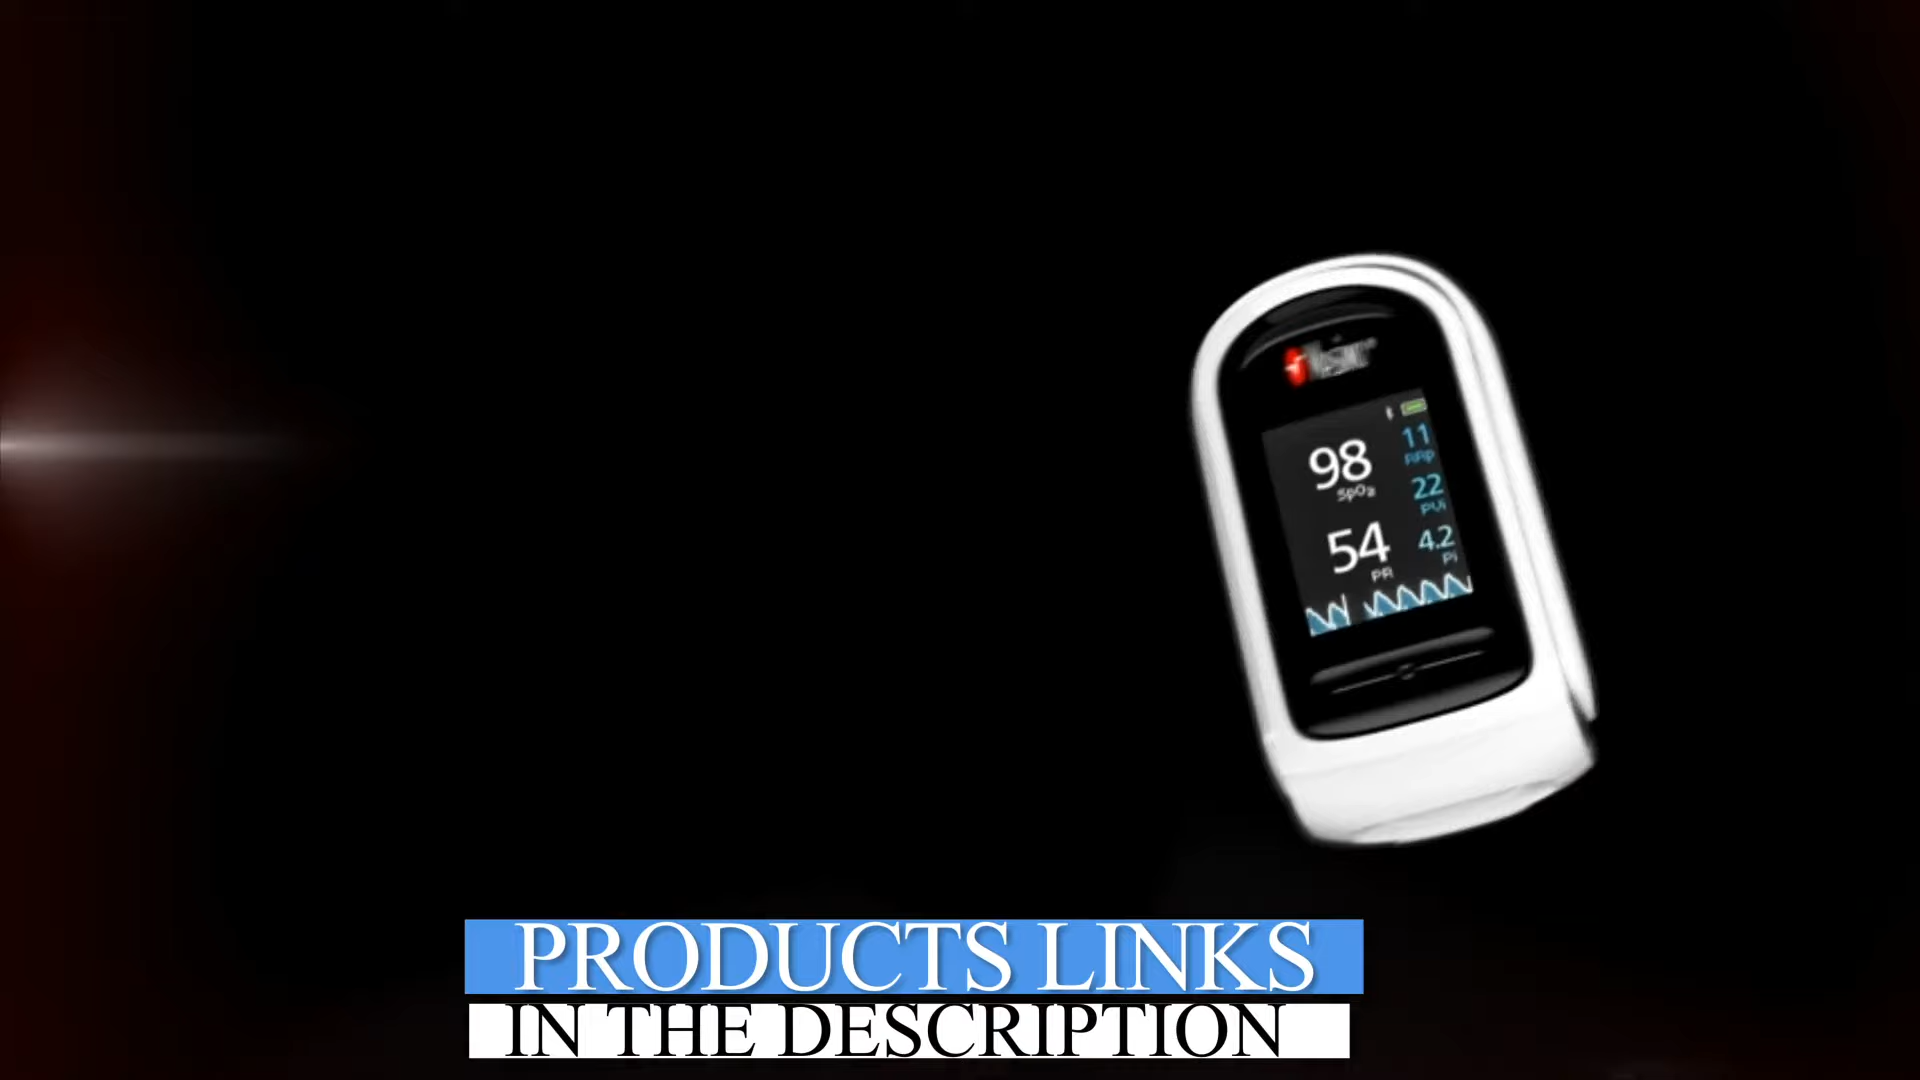 98
SpO₂
11
RRp
22
PVi
54
PR
4.2
Pi
PRODUCTS LINKS
IN THE DESCRIPTION